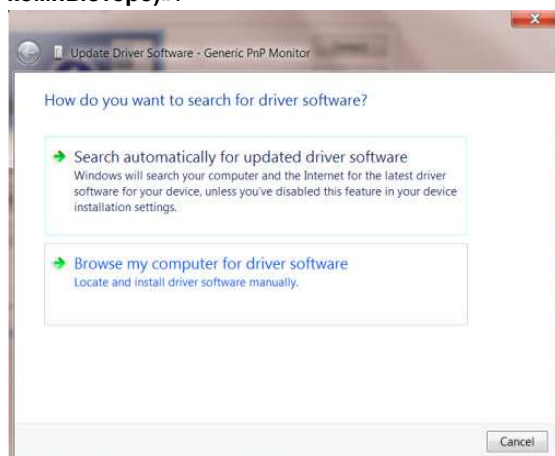 Update Driver Software - Generic PnP Monitor
How do you want to search for driver software?
Search automatically for updated driver software
Windows will search your computer and the Internet for the latest driver
software for your device, unless you've disabled this feature in your device
installation settings.
Browse my computer for driver software
Locate and install driver software manually.
Cancel